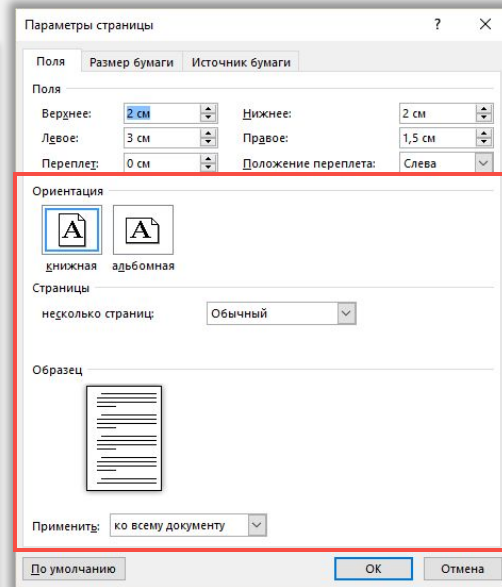 Параметры страницы ? ×
Поля Размер бумаги Источник бумаги
Поля
Верхнее: 2 см Нижнее: 2 см
Левое: 3 см Правое: 1,5 см
Переплет: 0 см Положение переплета: Слева
Ориентация
A A
книжная альбомная
Страницы
несколько страниц: Обычный
Образец
Применить: ко всему документу
По умолчанию ОК Отмена